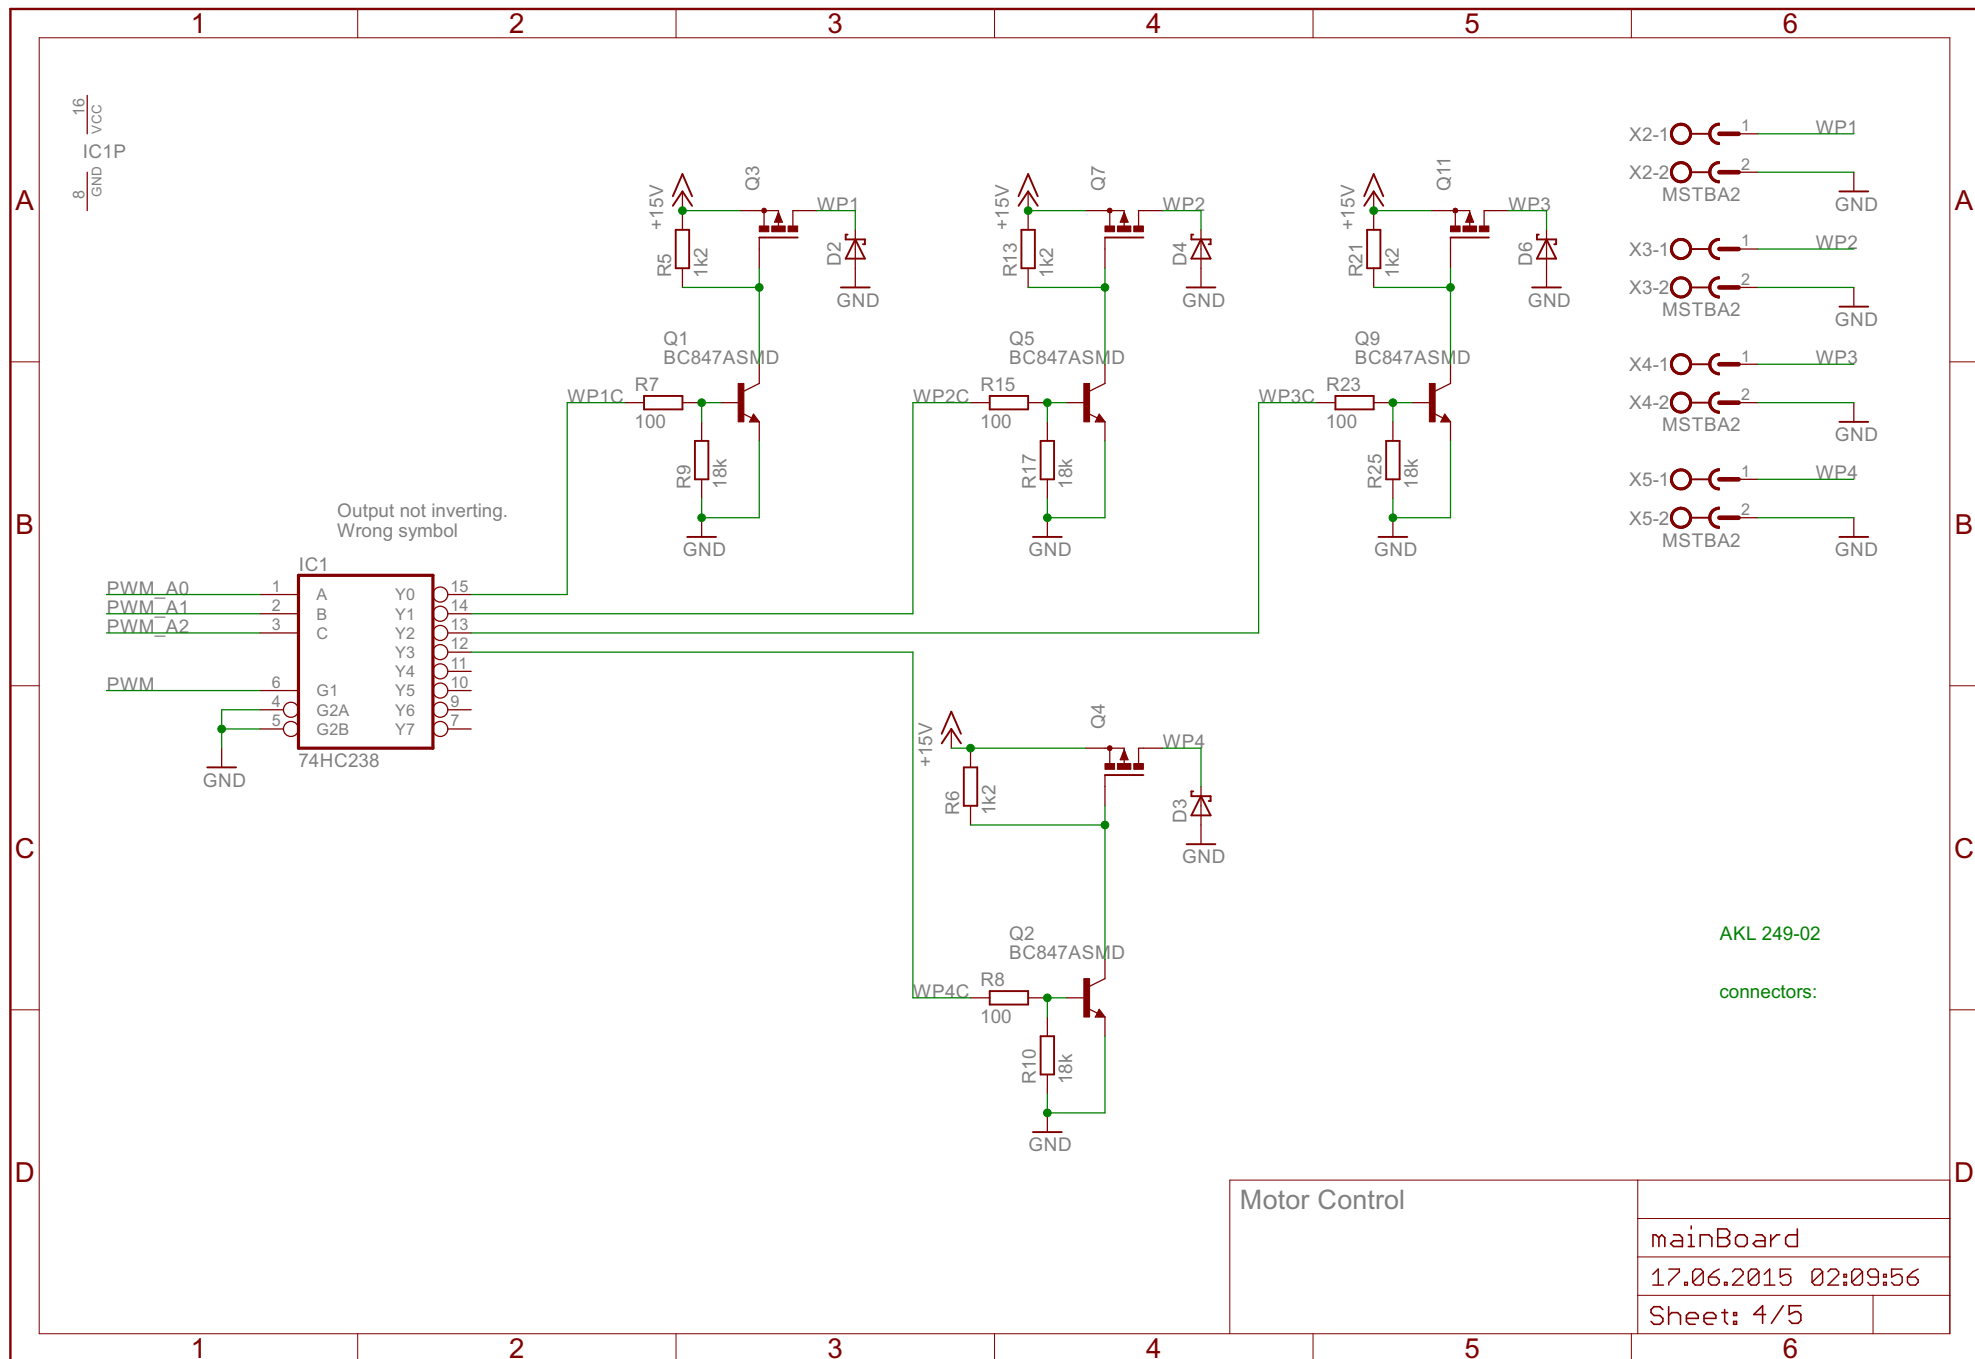 1 2 3 4 5 6
A A
B B
C C
D D
16
VCC
IC1P
8
GND
+15V
R5
1k2
Q3
WP1
D2
GND
Q1
BC847ASMD
WP1C
R7
100
R9
18k
GND
+15V
R13
1k2
Q7
WP2
D4
GND
Q5
BC847ASMD
WP2C
R15
100
R17
18k
GND
+15V
R21
1k2
Q11
WP3
D6
GND
Q9
BC847ASMD
WP3C
R23
100
R25
18k
GND
X2-1 1 WP1
X2-2 2
MSTBA2
GND
X3-1 1 WP2
X3-2 2
MSTBA2
GND
X4-1 1 WP3
X4-2 2
MSTBA2
GND
X5-1 1 WP4
X5-2 2
MSTBA2
GND
Output not inverting.
Wrong symbol
IC1
PWM_A0 1 A Y0 15
PWM_A1 2 B Y1 14
PWM_A2 3 C Y2 13
Y3 12
Y4 11
PWM 6 G1 Y5 10
4 G2A Y6 9
5 G2B Y7 7
74HC238
GND
+15V
R6
1k2
Q4
WP4
D3
GND
Q2
BC847ASMD
WP4C
R8
100
R10
18k
GND
AKL 249-02
connectors:
Motor Control
mainBoard
17.06.2015 02:09:56
Sheet: 4/5
1 2 3 4 5 6